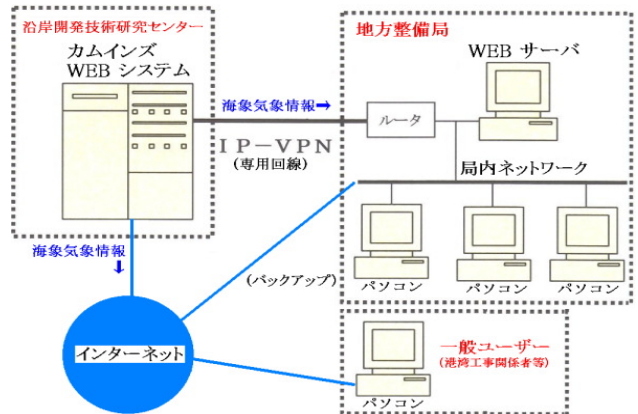 沿岸開発技術研究センター
カムインズ
WEB システム
海象気象情報➡
ＩＰ－ＶＰＮ
(専用回線)
海象気象情報
⬇
インターネット
(バックアップ)
地方整備局
WEB サーバ
ルータ
局内ネットワーク
パソコン
パソコン
パソコン
一般ユーザー
(港湾工事関係者等)
パソコン